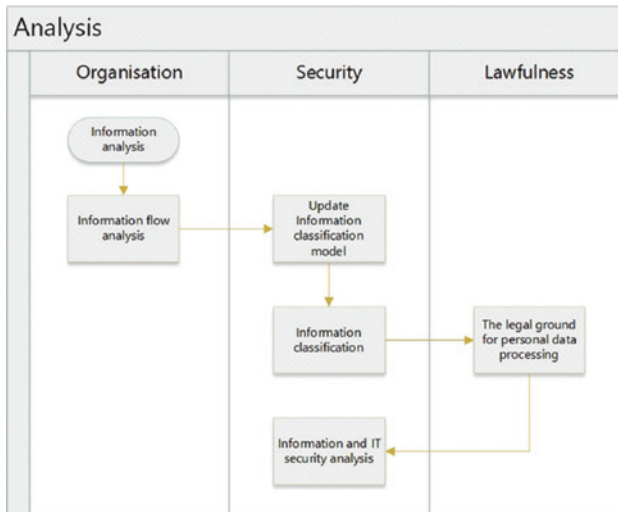 Analysis
Organisation
Security
Lawfulness
Information
analysis
Information flow
analysis
Update
Information
classification
model
Information
classification
The legal ground
for personal data
processing
Information and IT
security analysis